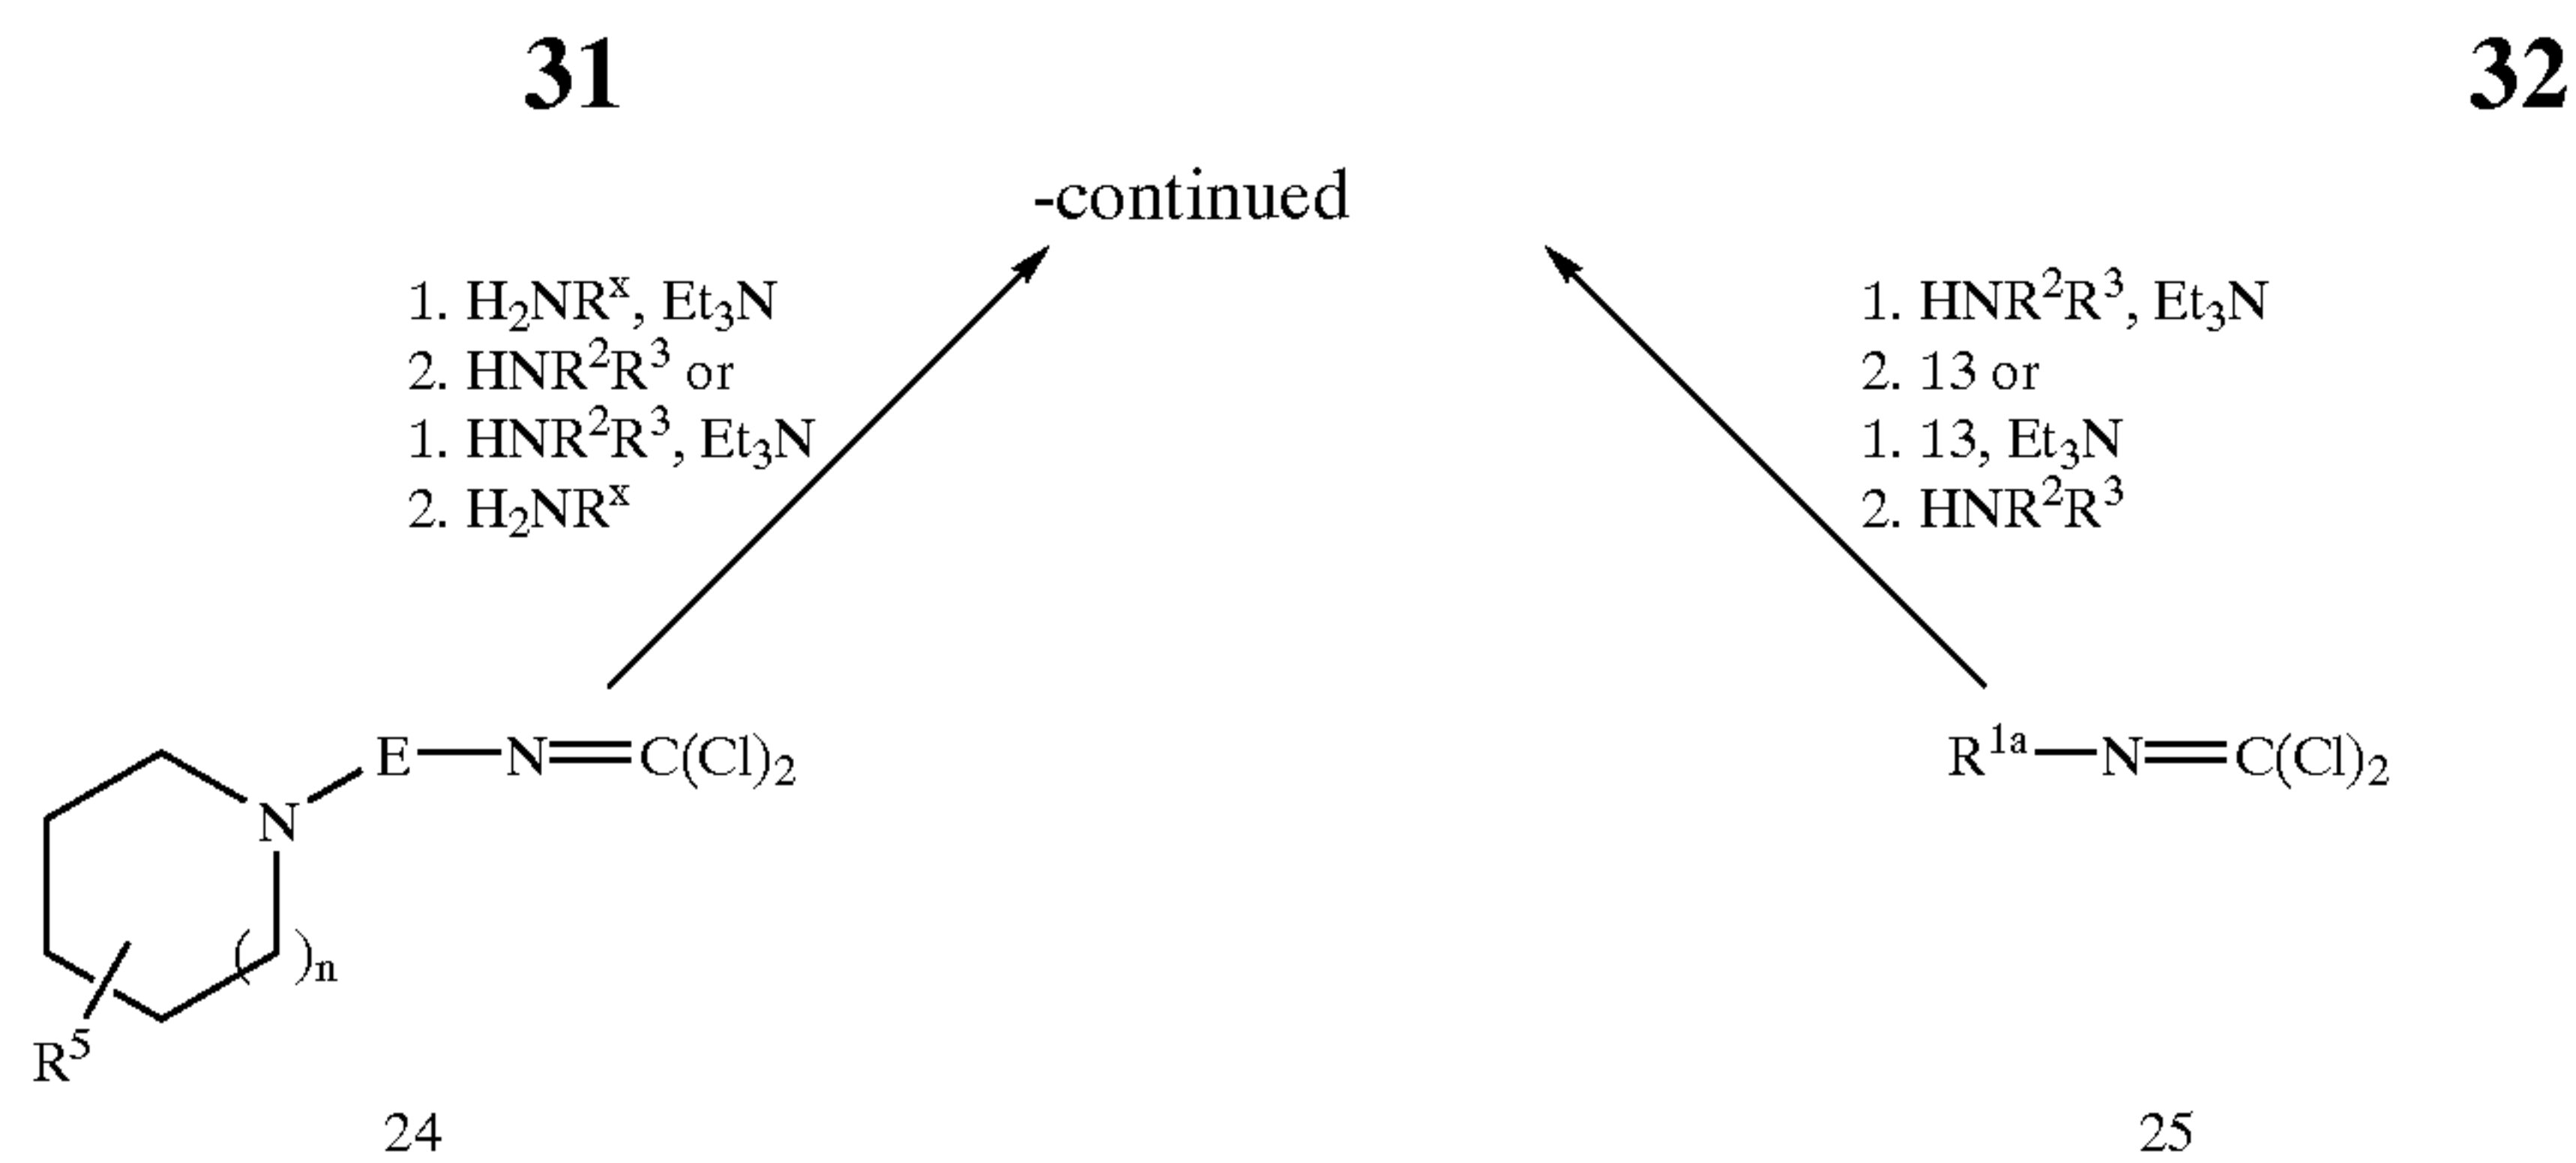 31 32
-continued
1. H₂NRˣ, Et₃N
2. HNR²R³ or
1. HNR²R³, Et₃N
2. H₂NRˣ
1. HNR²R³, Et₃N
2. 13 or
1. 13, Et₃N
2. HNR²R³
E—N=C(Cl)₂
N
( )n
R⁵
R¹ᵃ—N=C(Cl)₂
24 25